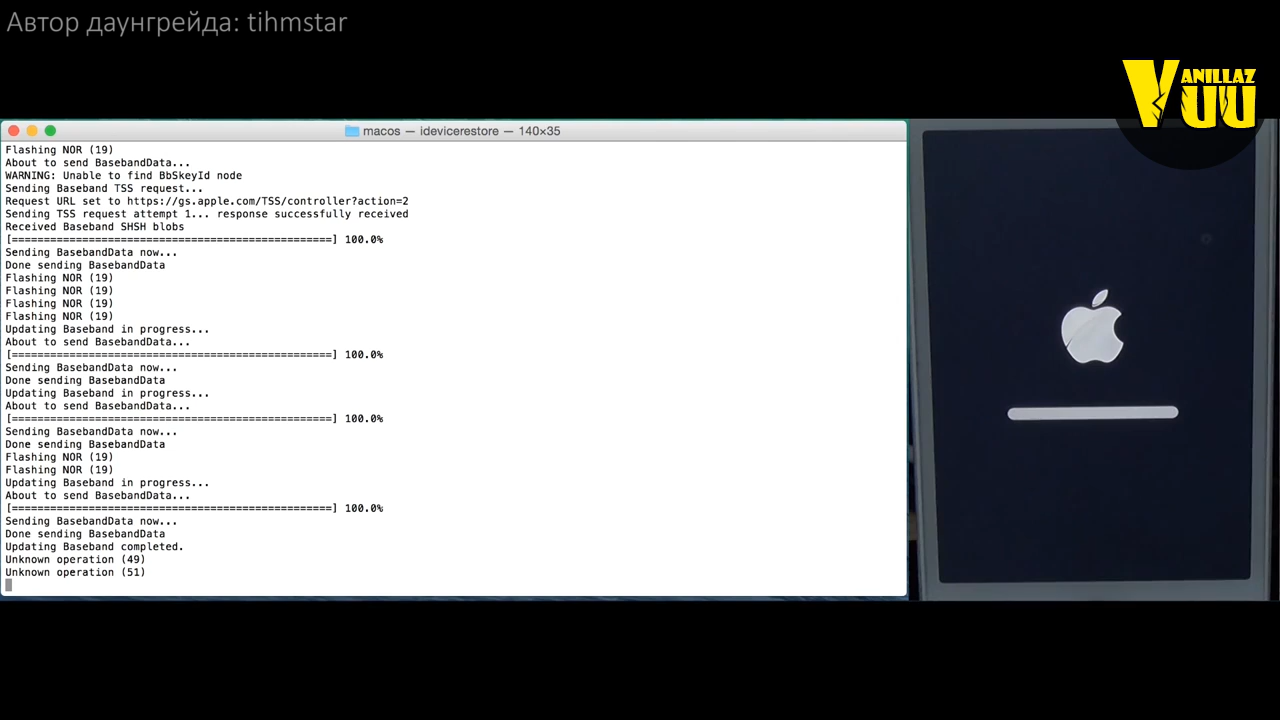 Автор даунгрейда: tihmstar
VANILLAZ
VUU
macos — idevicerestore — 140×35
Flashing NOR (19)
About to send BasebandData...
WARNING: Unable to find BbSkeyId node
Sending Baseband TSS request...
Request URL set to https://gs.apple.com/TSS/controller?action=2
Sending TSS request attempt 1... response successfully received
Received Baseband SHSH blobs
[==================================================] 100.0%
Sending BasebandData now...
Done sending BasebandData
Flashing NOR (19)
Flashing NOR (19)
Flashing NOR (19)
Flashing NOR (19)
Updating Baseband in progress...
About to send BasebandData...
[==================================================] 100.0%
Sending BasebandData now...
Done sending BasebandData
Updating Baseband in progress...
About to send BasebandData...
[==================================================] 100.0%
Sending BasebandData now...
Done sending BasebandData
Flashing NOR (19)
Flashing NOR (19)
Updating Baseband in progress...
About to send BasebandData...
[==================================================] 100.0%
Sending BasebandData now...
Done sending BasebandData
Updating Baseband completed.
Unknown operation (49)
Unknown operation (51)